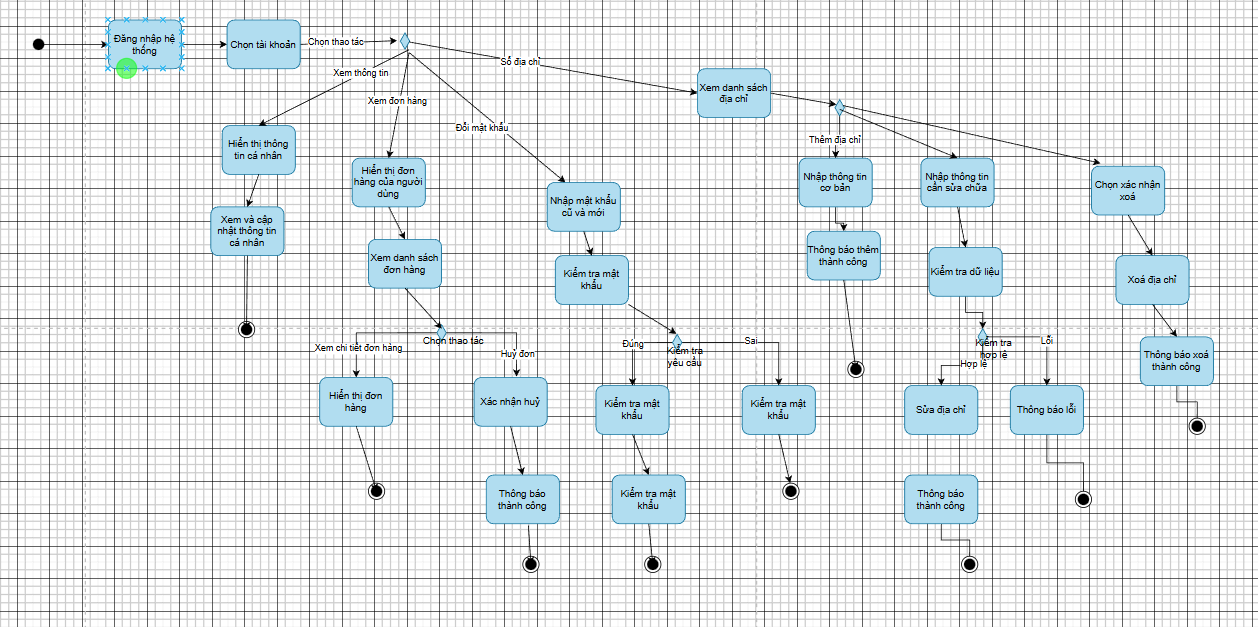 Đăng nhập hệ
thống
Chọn tài khoản
Chọn thao tác
Xem thông tin
Xem đơn hàng
Đổi mật khẩu
Sổ địa chỉ
Xem danh sách
địa chỉ
Hiển thị thông
tin cá nhân
Xem và cập
nhật thông tin
cá nhân
Hiển thị đơn
hàng của người
dùng
Xem danh sách
đơn hàng
Chọn thao tác
Xem chi tiết đơn hàng
Huỷ đơn
Hiển thị đơn
hàng
Xác nhận huỷ
Thông báo
thành công
Nhập mật khẩu
cũ và mới
Kiểm tra mật
khẩu
Kiểm tra
yêu cầu
Đúng
Sai
Kiểm tra mật
khẩu
Kiểm tra mật
khẩu
Kiểm tra mật
khẩu
Thêm địa chỉ
Nhập thông tin
cơ bản
Thông báo thêm
thành công
Nhập thông tin
cần sửa chữa
Kiểm tra dữ liệu
Kiểm tra
hợp lệ
Hợp lệ
Lỗi
Sửa địa chỉ
Thông báo lỗi
Thông báo
thành công
Chọn xác nhận
xoá
Xoá địa chỉ
Thông báo xoá
thành công